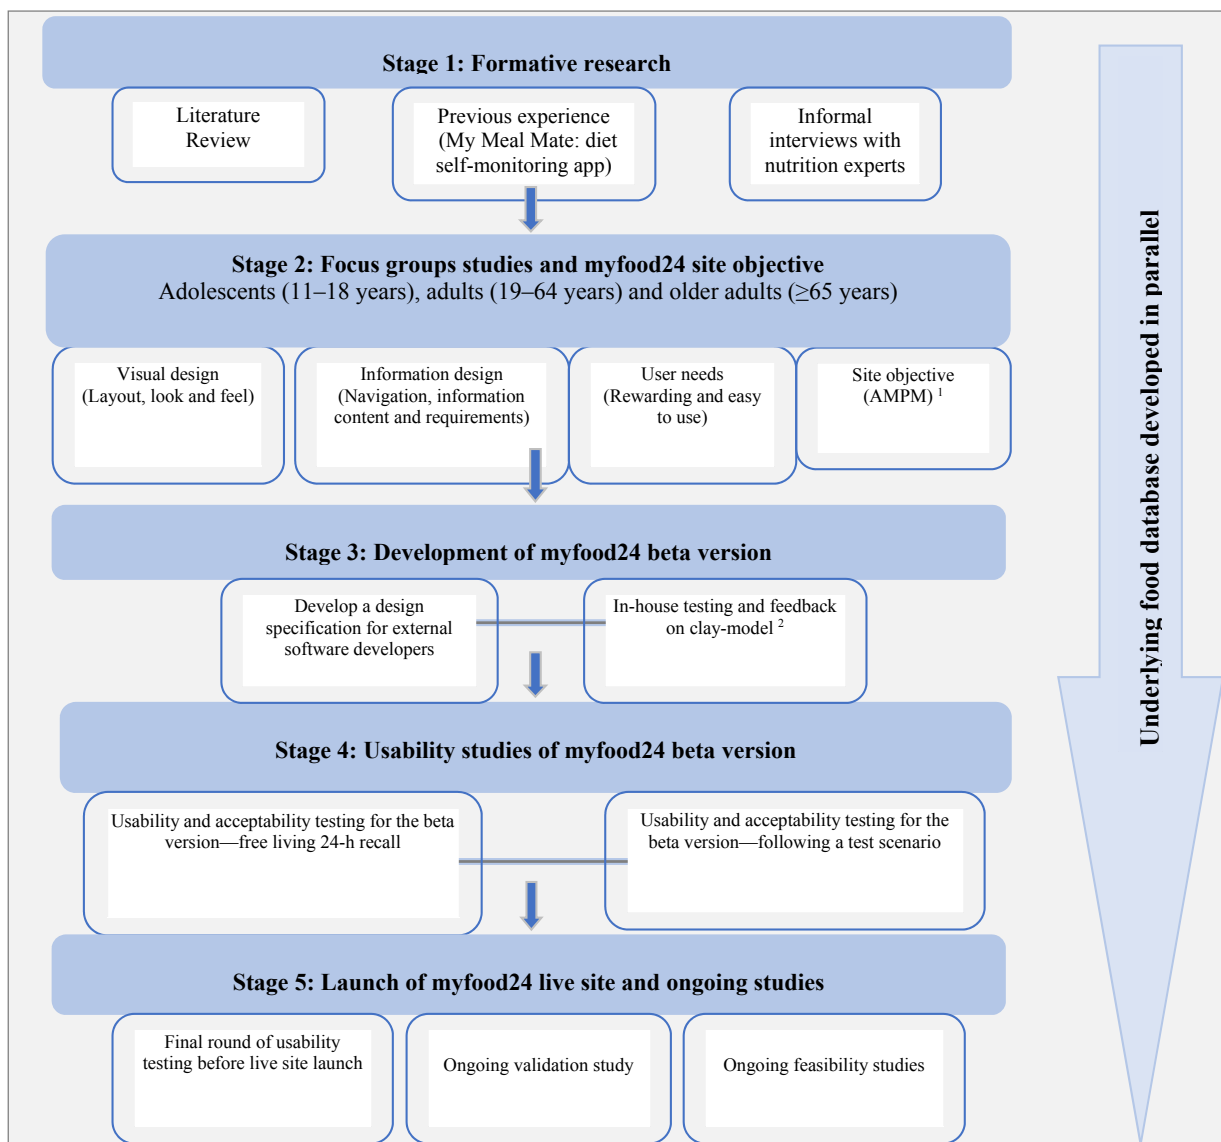 Stage 1: Formative research
Literature
Review
Previous experience
(My Meal Mate: diet
self-monitoring app)
Informal
interviews with
nutrition experts
Stage 2: Focus groups studies and myfood24 site objective
Adolescents (11–18 years), adults (19–64 years) and older adults (≥65 years)
Visual design
(Layout, look and feel)
Information design
(Navigation, information
content and requirements)
User needs
(Rewarding and easy
to use)
Site objective
(AMPM) 1
Stage 3: Development of myfood24 beta version
Develop a design
specification for external
software developers
In-house testing and feedback
on clay-model 2
Stage 4: Usability studies of myfood24 beta version
Usability and acceptability testing for the beta
version—free living 24-h recall
Usability and acceptability testing for the
beta version—following a test scenario
Stage 5: Launch of myfood24 live site and ongoing studies
Final round of usability
testing before live site launch
Ongoing validation study
Ongoing feasibility studies
Underlying food database developed in parallel